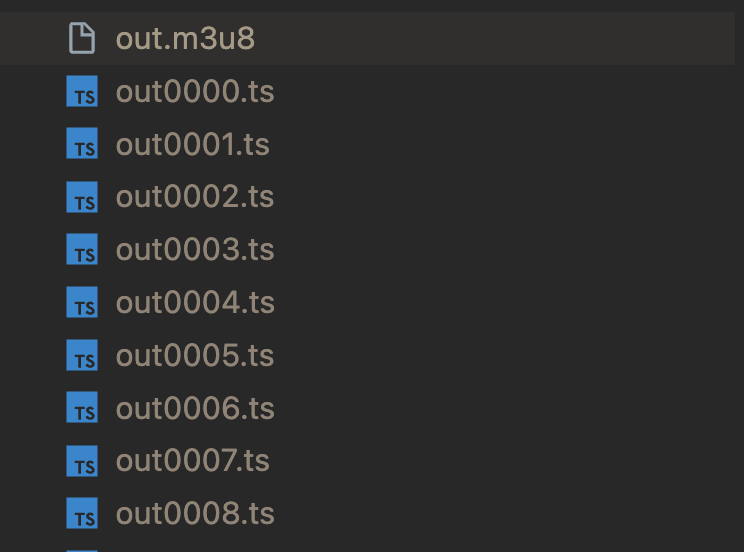 out.m3u8
TS out0000.ts
TS out0001.ts
TS out0002.ts
TS out0003.ts
TS out0004.ts
TS out0005.ts
TS out0006.ts
TS out0007.ts
TS out0008.ts